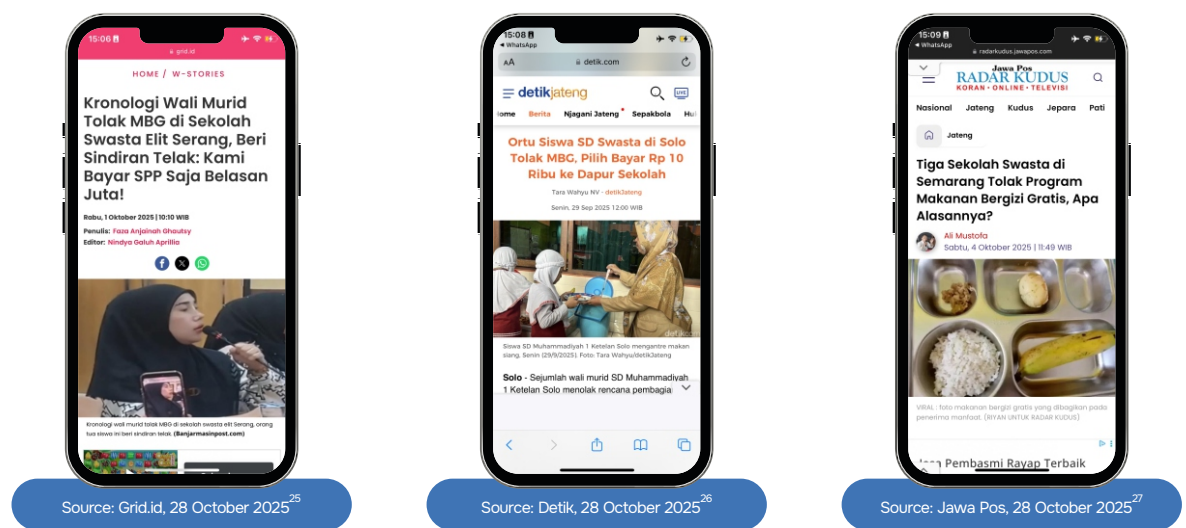 15:06
grid.id
HOME / W-STORIES
Kronologi Wali Murid
Tolak MBG di Sekolah
Swasta Elit Serang, Beri
Sindiran Telak: Kami
Bayar SPP Saja Belasan
Juta!
Rabu, 1 Oktober 2025 | 10:10 WIB
Penulis: Faza Anjainah Ghautsy
Editor: Nindya Galuh Aprillia
Kronologi wali murid tolak MBG di sekolah swasta elit Serang, orang
tua siswa ini beri sindiran telak. (Banjarmasinpost.com)
Source: Grid.id, 28 October 2025 25
15:08
WhatsApp
AA
detik.com
detikjateng
LIVE
ome Berita Njagani Jateng Sepakbola Hu
Ortu Siswa SD Swasta di Solo
Tolak MBG, Pilih Bayar Rp 10
Ribu ke Dapur Sekolah
Tara Wahyu NV - detikJateng
Senin, 29 Sep 2025 12:00 WIB
detikcom
Siswa SD Muhammadiyah 1 Ketelan Solo mengantre makan
siang, Senin (29/9/2025). Foto: Tara Wahyu/detikJateng
Solo - Sejumlah wali murid SD Muhammadiyah
1 Ketelan Solo menolak rencana pembagia
Source: Detik, 28 October 2025 26
15:09
WhatsApp
radarkudus.jawapos.com
Jawa Pos
RADAR KUDUS
KORAN • ONLINE • TELEVISI
Nasional Jateng Kudus Jepara Pati
Jateng
Tiga Sekolah Swasta di
Semarang Tolak Program
Makanan Bergizi Gratis, Apa
Alasannya?
Ali Mustofa
Sabtu, 4 Oktober 2025 | 11:49 WIB
VIRAL : foto makanan bergizi gratis yang dibagikan pada
penerima manfaat. (RIYAN UNTUK RADAR KUDUS)
Pembasmi Rayap Terbaik
Source: Jawa Pos, 28 October 2025 27